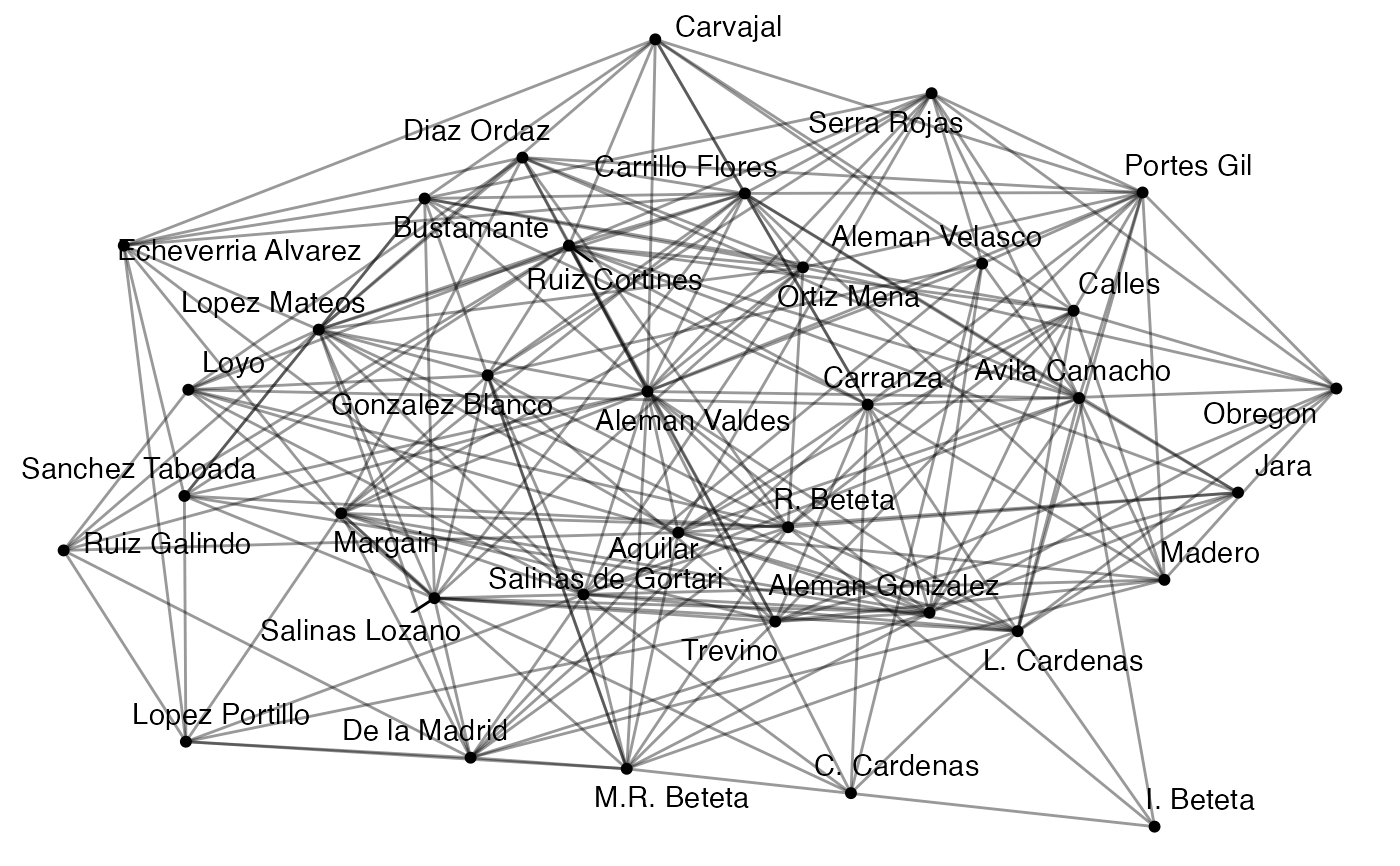 Carvajal
Serra Rojas
Diaz Ordaz
Carrillo Flores
Portes Gil
Bustamante
Aleman Velasco
Echeverria Alvarez
Ruiz Cortines
Ortiz Mena
Calles
Lopez Mateos
Loyo
Gonzalez Blanco
Aleman Valdes
Carranza
Avila Camacho
Obregon
Sanchez Taboada
Jara
R. Beteta
Ruiz Galindo
Margain
Aguilar
Madero
Salinas de Gortari
Aleman Gonzalez
Salinas Lozano
Trevino
L. Cardenas
Lopez Portillo
De la Madrid
C. Cardenas
M.R. Beteta
I. Beteta